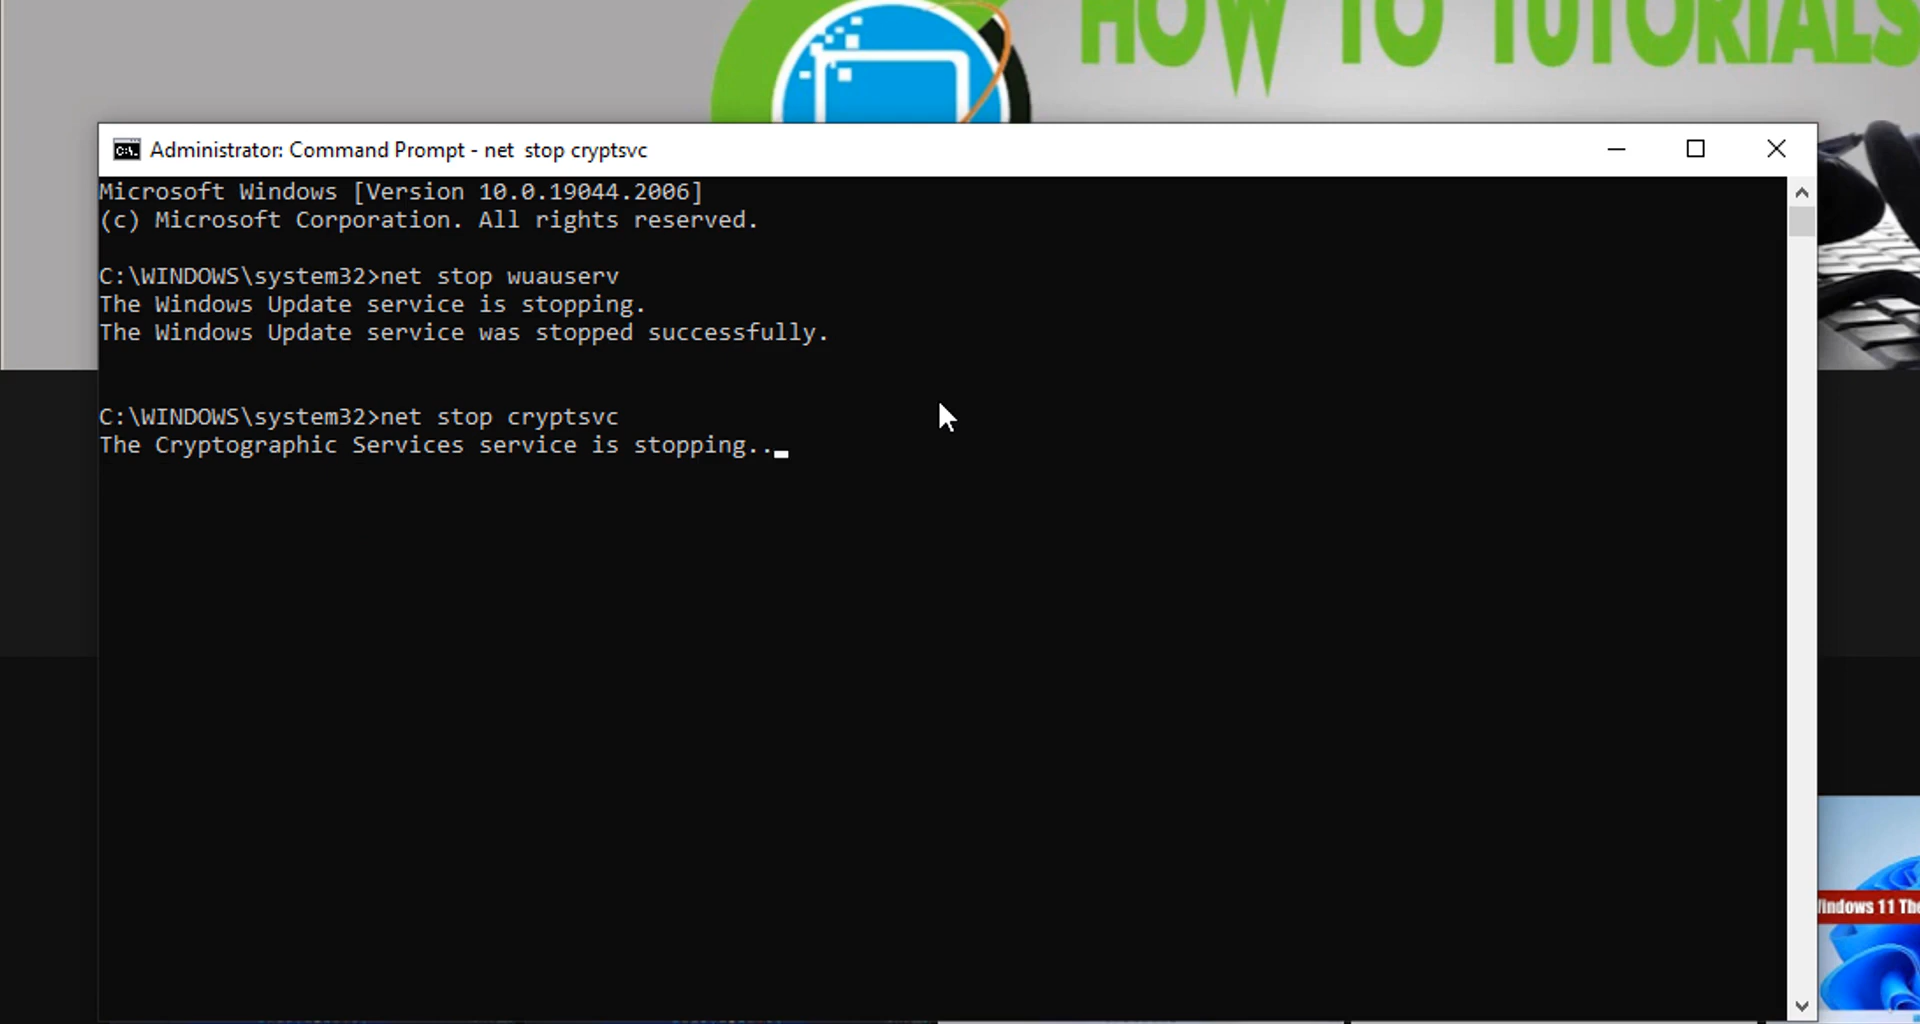 HOW TO TUTORIALS
Administrator: Command Prompt - net  stop cryptsvc
Microsoft Windows [Version 10.0.19044.2006]
(c) Microsoft Corporation. All rights reserved.
C:\WINDOWS\system32>net stop wuauserv
The Windows Update service is stopping.
The Windows Update service was stopped successfully.
C:\WINDOWS\system32>net stop cryptsvc
The Cryptographic Services service is stopping..
indows 11 The